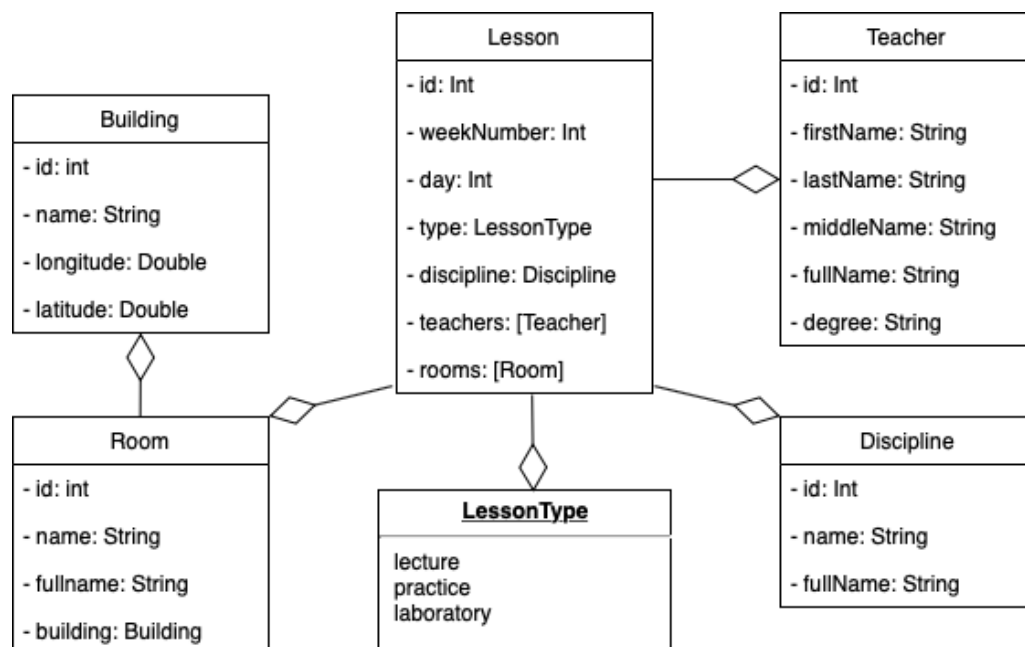 Lesson
- id: Int
- weekNumber: Int
- day: Int
- type: LessonType
- discipline: Discipline
- teachers: [Teacher]
- rooms: [Room]
Teacher
- id: Int
- firstName: String
- lastName: String
- middleName: String
- fullName: String
- degree: String
Building
- id: int
- name: String
- longitude: Double
- latitude: Double
Room
- id: int
- name: String
- fullname: String
- building: Building
LessonType
lecture
practice
laboratory
Discipline
- id: Int
- name: String
- fullName: String